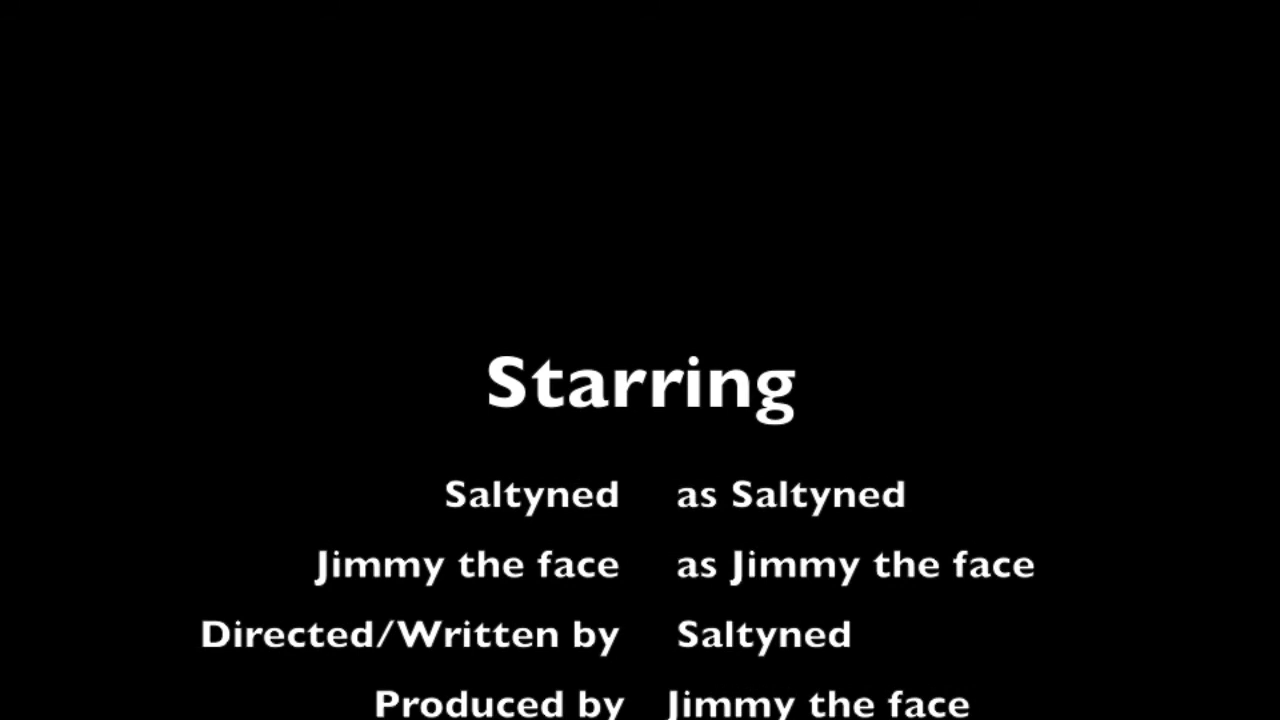 Starring
Saltyned as Saltyned
Jimmy the face as Jimmy the face
Directed/Written by Saltyned
Produced by Jimmy the face